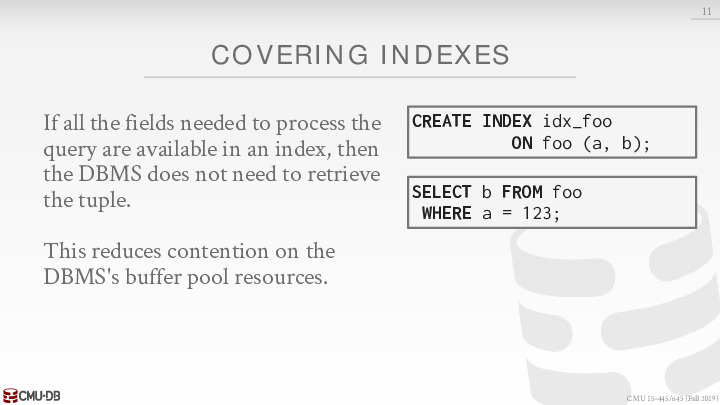 11
COVERING INDEXES
If all the fields needed to process the
query are available in an index, then
the DBMS does not need to retrieve
the tuple.
This reduces contention on the
DBMS's buffer pool resources.
CREATE INDEX idx_foo
ON foo (a, b);
SELECT b FROM foo
WHERE a = 123;
CMU·DB
CMU 15-445/645 (Fall 2019)